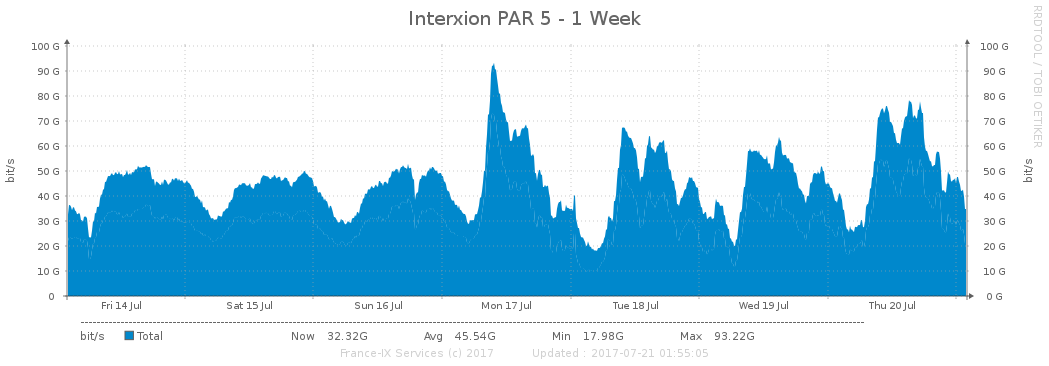 Interxion PAR 5 - 1 Week
RRDTOOL / TOBI OETIKER
bit/s
100 G 100 G
90 G 90 G
80 G 80 G
70 G 70 G
60 G 60 G
50 G 50 G
40 G 40 G
30 G 30 G
20 G 20 G
10 G 10 G
0 0 G
bit/s
Fri 14 Jul Sat 15 Jul Sun 16 Jul Mon 17 Jul Tue 18 Jul Wed 19 Jul Thu 20 Jul
bit/s Total Now 32.32G Avg 45.54G Min 17.98G Max 93.22G
France-IX Services (c) 2017 Updated : 2017-07-21 01:55:05